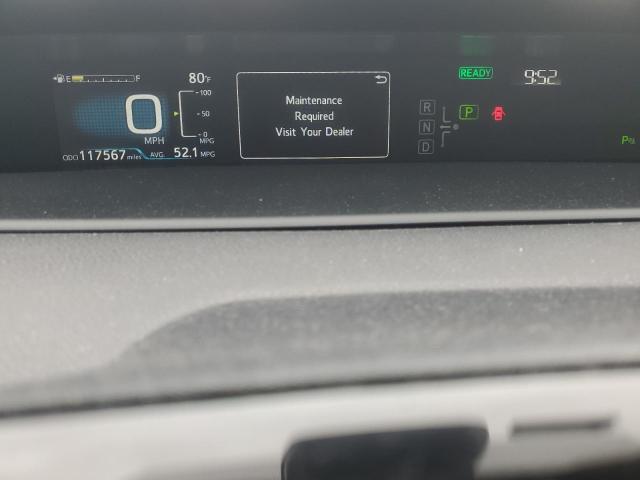 E F 80°F
100
0 50
MPH 0
MPG
ODO 117567 miles AVG. 52.1 MPG
Maintenance
Required
Visit Your Dealer
READY 9:52
R
N P
D